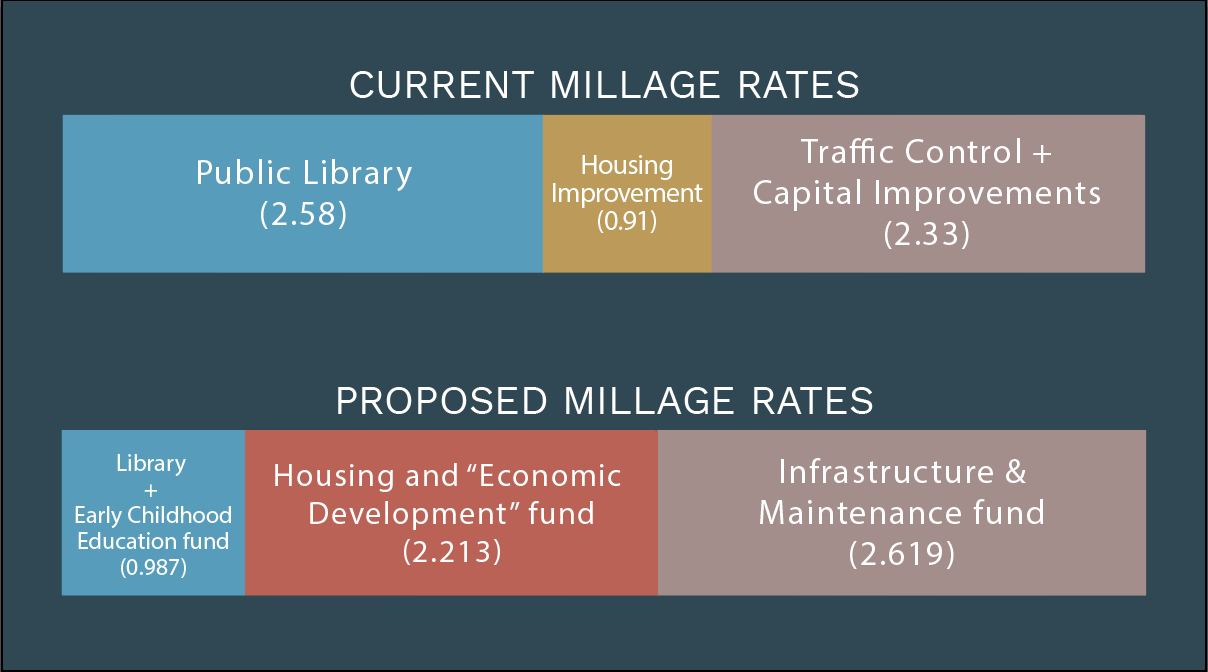 CURRENT MILLAGE RATES
Public Library
(2.58)
Housing
Improvement
(0.91)
Traffic Control +
Capital Improvements
(2.33)
PROPOSED MILLAGE RATES
Library
+
Early Childhood
Education fund
(0.987)
Housing and “Economic
Development” fund
(2.213)
Infrastructure &
Maintenance fund
(2.619)